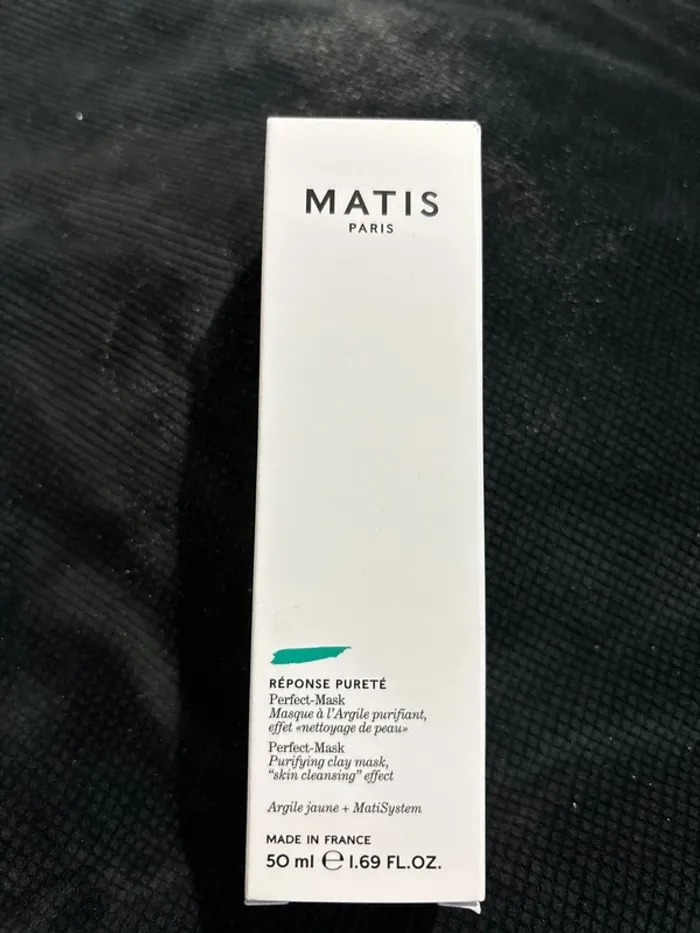 MATIS
PARIS
RÉPONSE PURETÉ
Perfect-Mask
Masque à l'Argile purifiant,
effet «nettoyage de peau»
Perfect-Mask
Purifying clay mask,
"skin cleansing" effect
Argile jaune + MatiSystem
MADE IN FRANCE
50 ml ℮ 1.69 FL.OZ.